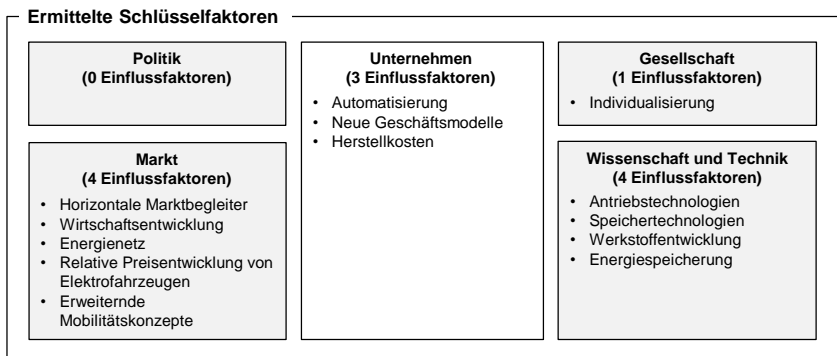 Ermittelte Schlüsselfaktoren
Politik
(0 Einflussfaktoren)
Markt
(4 Einflussfaktoren)
• Horizontale Marktbegleiter
• Wirtschaftsentwicklung
• Energienetz
• Relative Preisentwicklung von
Elektrofahrzeugen
• Erweiternde
Mobilitätskonzepte
Unternehmen
(3 Einflussfaktoren)
• Automatisierung
• Neue Geschäftsmodelle
• Herstellkosten
Gesellschaft
(1 Einflussfaktoren)
• Individualisierung
Wissenschaft und Technik
(4 Einflussfaktoren)
• Antriebstechnologien
• Speichertechnologien
• Werkstoffentwicklung
• Energiespeicherung